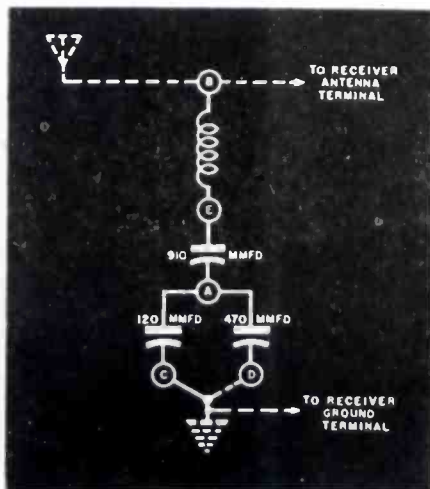 B
TO RECEIVER
ANTENNA
TERMINAL
E
910 MMFD
A
120 MMFD 470 MMFD
C D
TO RECEIVER
GROUND
TERMINAL